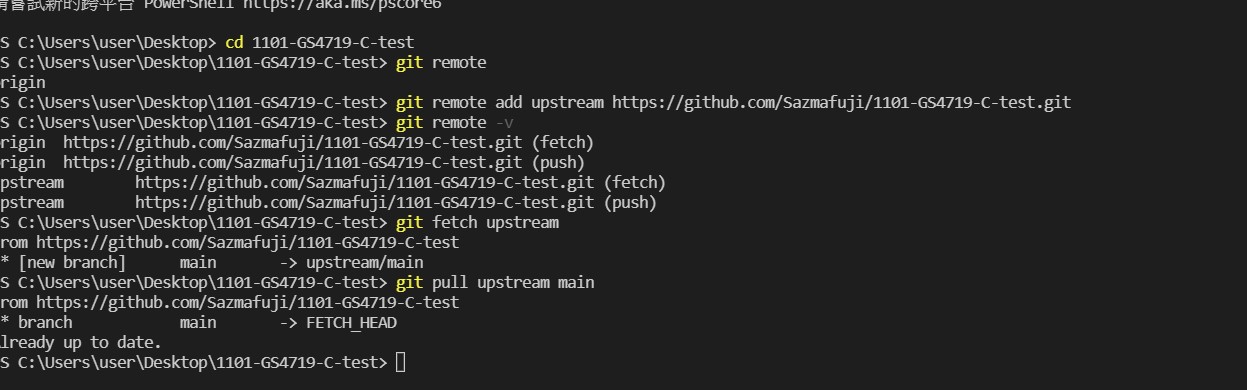 嘗試新的跨平台 PowerShell https://aka.ms/pscore6
S C:\Users\user\Desktop> cd 1101-GS4719-C-test
S C:\Users\user\Desktop\1101-GS4719-C-test> git remote
rigin
S C:\Users\user\Desktop\1101-GS4719-C-test> git remote add upstream https://github.com/Sazmafuji/1101-GS4719-C-test.git
S C:\Users\user\Desktop\1101-GS4719-C-test> git remote -v
rigin  https://github.com/Sazmafuji/1101-GS4719-C-test.git (fetch)
rigin  https://github.com/Sazmafuji/1101-GS4719-C-test.git (push)
pstream        https://github.com/Sazmafuji/1101-GS4719-C-test.git (fetch)
pstream        https://github.com/Sazmafuji/1101-GS4719-C-test.git (push)
S C:\Users\user\Desktop\1101-GS4719-C-test> git fetch upstream
rom https://github.com/Sazmafuji/1101-GS4719-C-test
* [new branch]      main       -> upstream/main
S C:\Users\user\Desktop\1101-GS4719-C-test> git pull upstream main
rom https://github.com/Sazmafuji/1101-GS4719-C-test
* branch            main       -> FETCH_HEAD
lready up to date.
S C:\Users\user\Desktop\1101-GS4719-C-test>